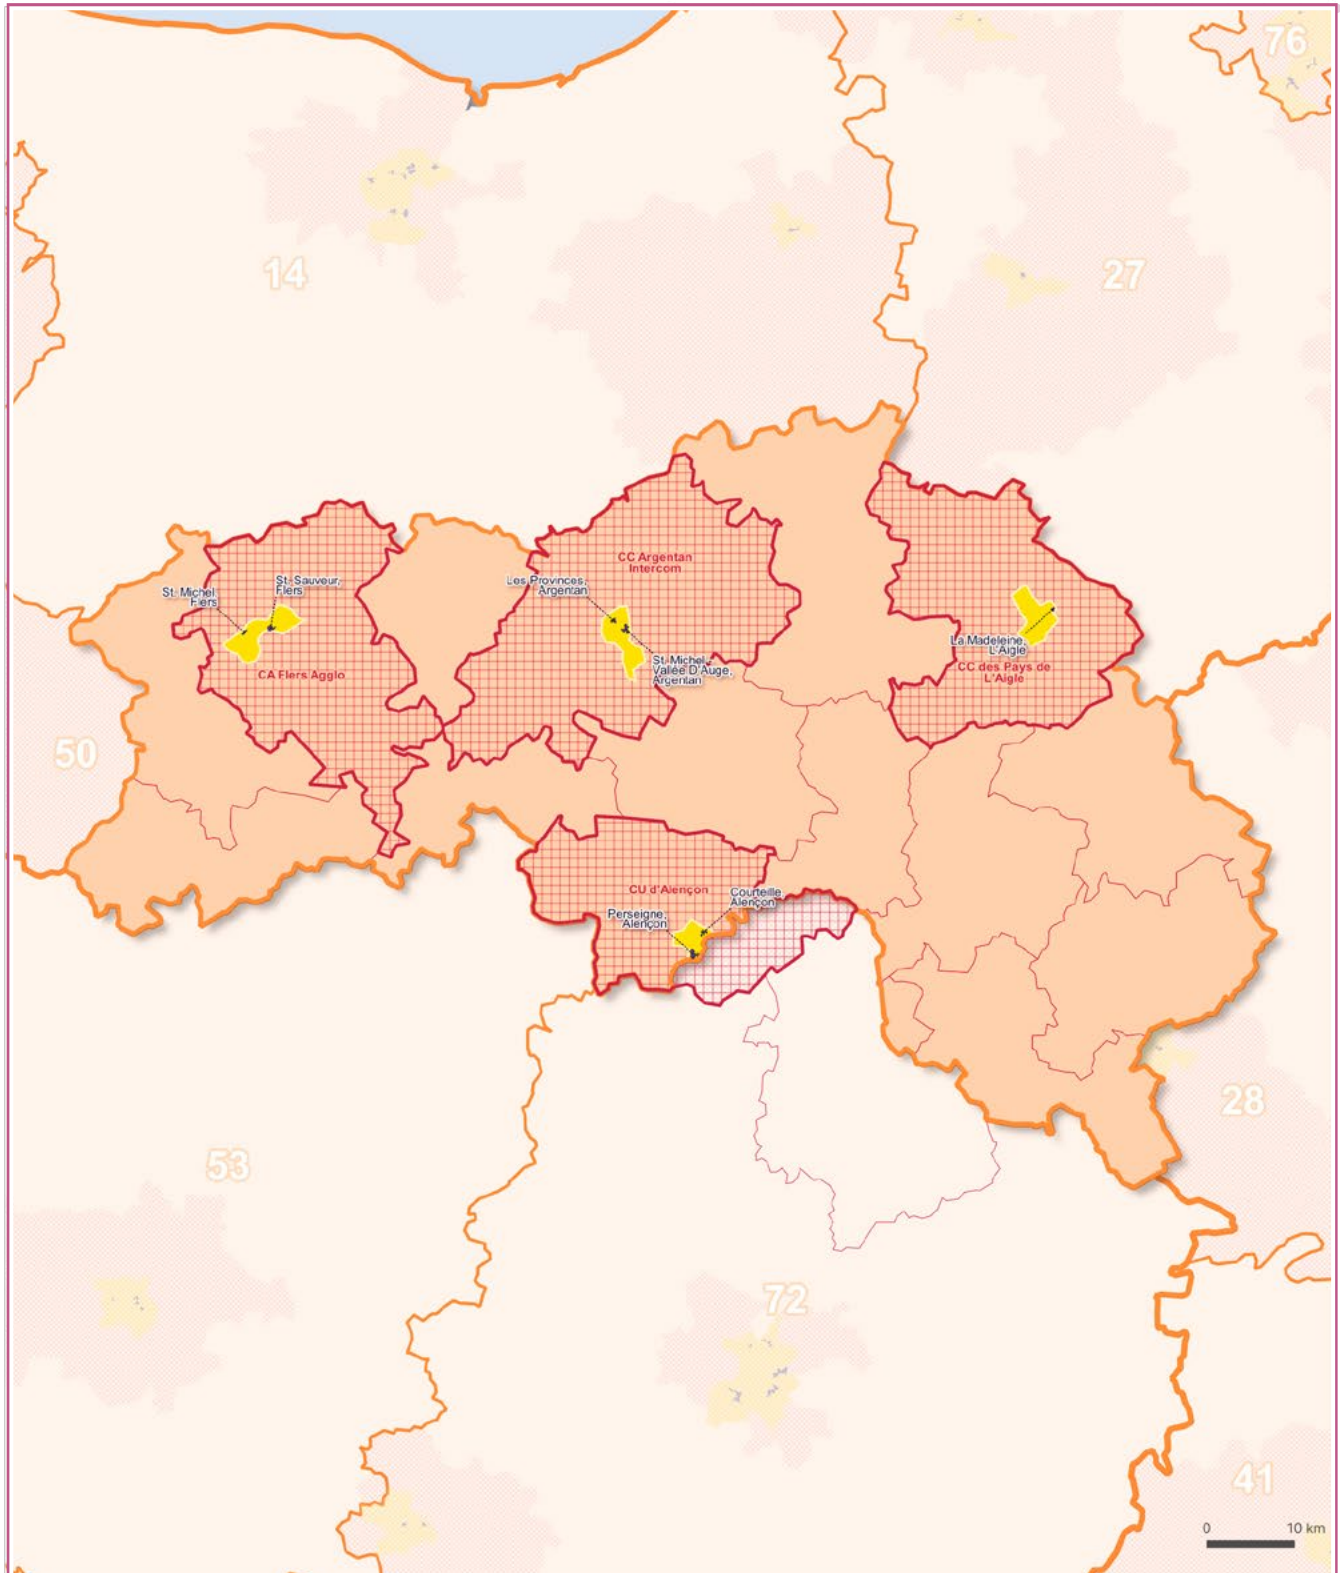 76
14
27
CC Argentan
Intercom
Les Provinces,
Argentan
St. Sauveur,
Flers
St. Michel,
Flers
La Madeleine,
L'Aigle
CC des Pays de
L'Aigle
St. Michel,
Vallée D'Auge,
Argentan
CA Flers Agglo
50
CU d'Alençon
Courteille,
Alençon
Perseigne,
Alençon
28
53
72
41
0 10 km